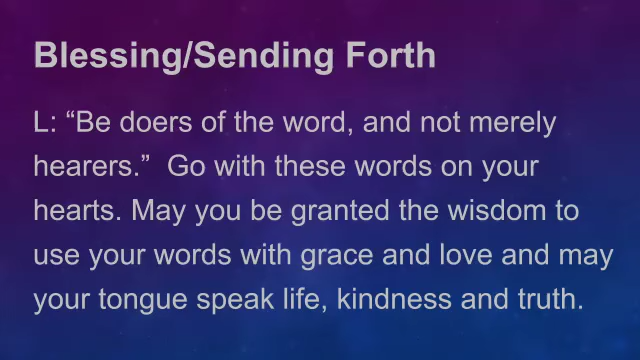 Blessing/Sending Forth
L: “Be doers of the word, and not merely
hearers.”  Go with these words on your
hearts. May you be granted the wisdom to
use your words with grace and love and may
your tongue speak life, kindness and truth.